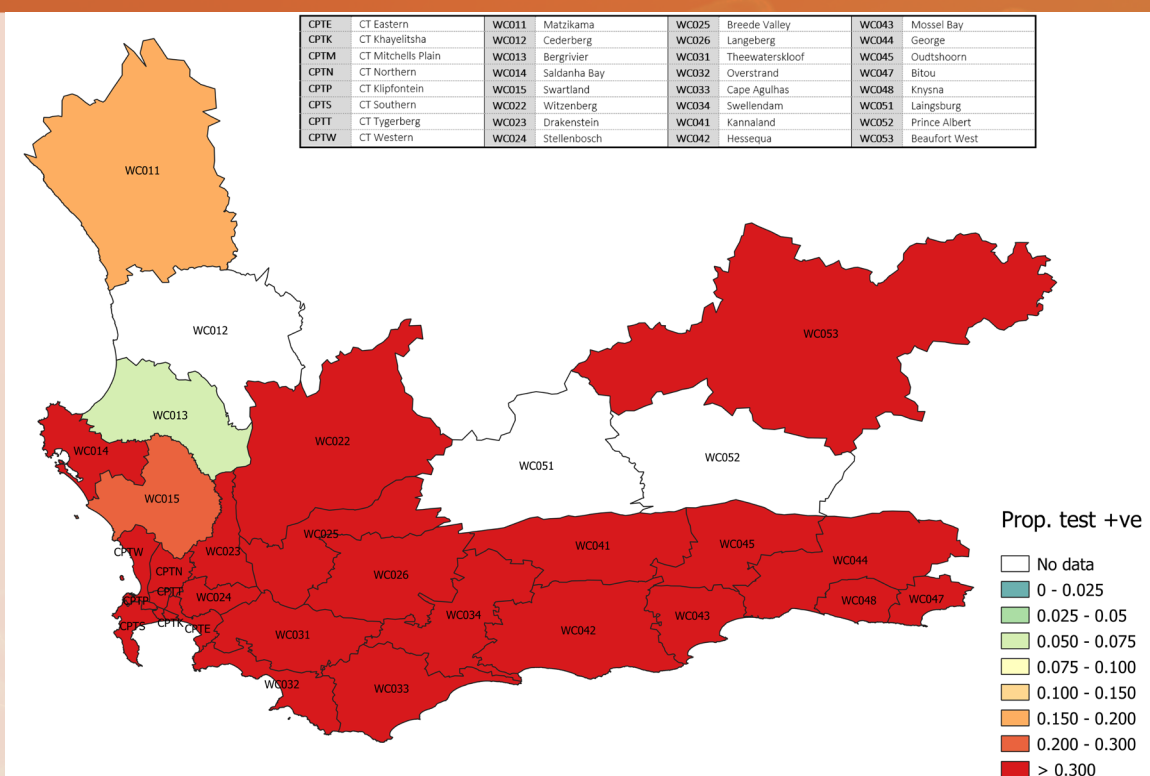 CPTE CT Eastern WC011 Matzikama WC025 Breede Valley WC043 Mossel Bay
CPTK CT Khayelitsha WC012 Cederberg WC026 Langeberg WC044 George
CPTM CT Mitchells Plain WC013 Bergrivier WC031 Theewaterskloof WC045 Oudtshoorn
CPTN CT Northern WC014 Saldanha Bay WC032 Overstrand WC047 Bitou
CPTP CT Klipfontein WC015 Swartland WC033 Cape Agulhas WC048 Knysna
CPTS CT Southern WC022 Witzenberg WC034 Swellendam WC051 Laingsburg
CPTT CT Tygerberg WC023 Drakenstein WC041 Kannaland WC052 Prince Albert
CPTW CT Western WC024 Stellenbosch WC042 Hessequa WC053 Beaufort West
WC011
WC012
WC053
WC013
WC022
WC014
WC052
WC051
WC015
WC025
WC041
WC045
CPTW
WC023
WC044
CPTN
WC026
WC024
WC048
WC047
WC034
WC043
CPTS
CPTK
CPTE
WC031
WC042
WC032
WC033
Prop. test +ve
No data
0 - 0.025
0.025 - 0.05
0.050 - 0.075
0.075 - 0.100
0.100 - 0.150
0.150 - 0.200
0.200 - 0.300
> 0.300